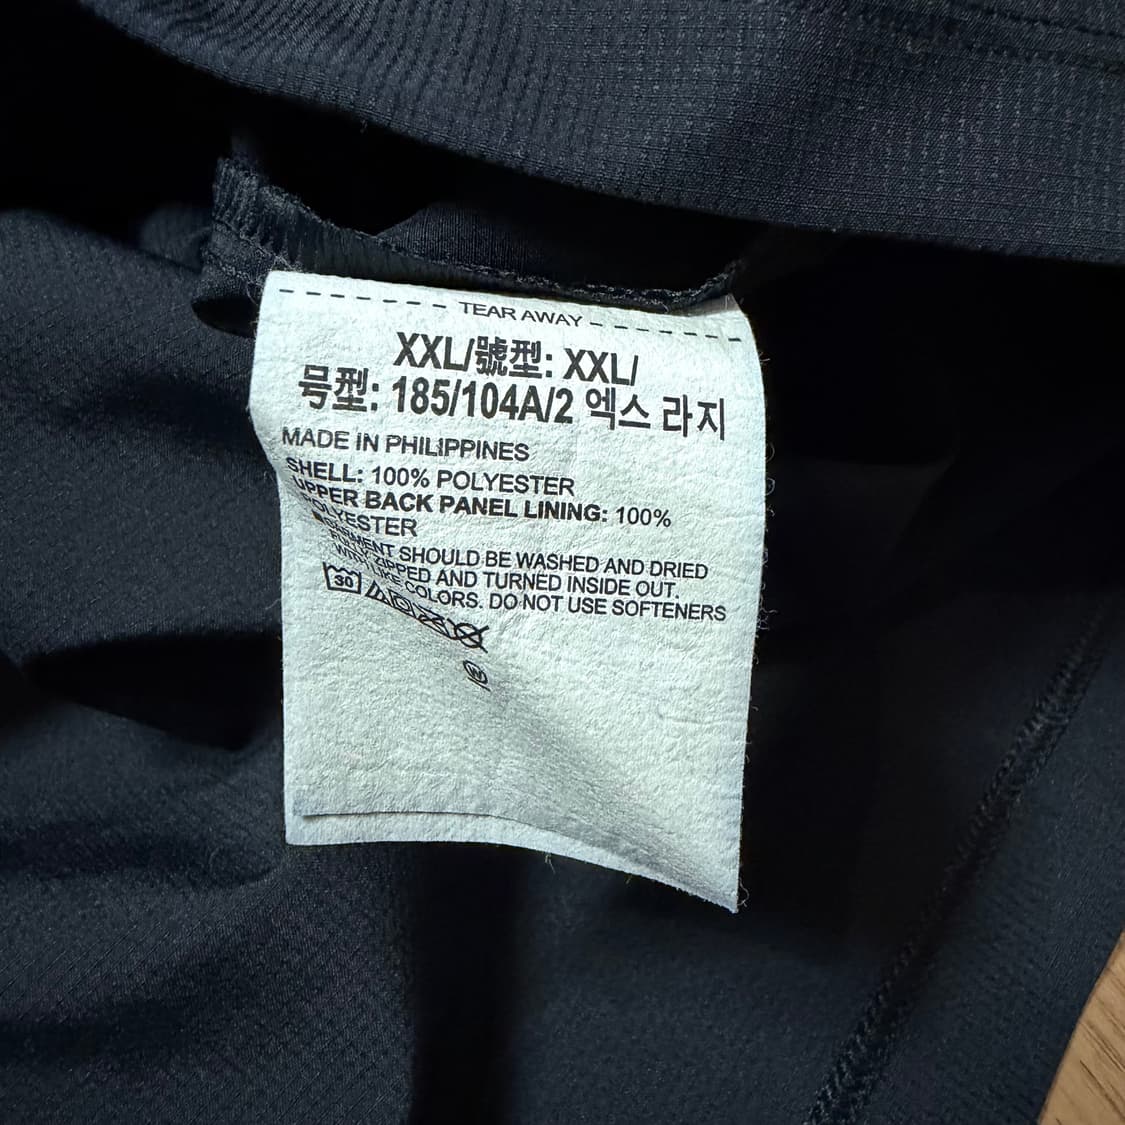 TEAR AWAY
XXL/號型: XXL/
号型: 185/104A/2 엑스 라지
MADE IN PHILIPPINES
SHELL: 100% POLYESTER
UPPER BACK PANEL LINING: 100%
POLYESTER
GARMENT SHOULD BE WASHED AND DRIED
FULLY ZIPPED AND TURNED INSIDE OUT.
WITH LIKE COLORS. DO NOT USE SOFTENERS
30
W